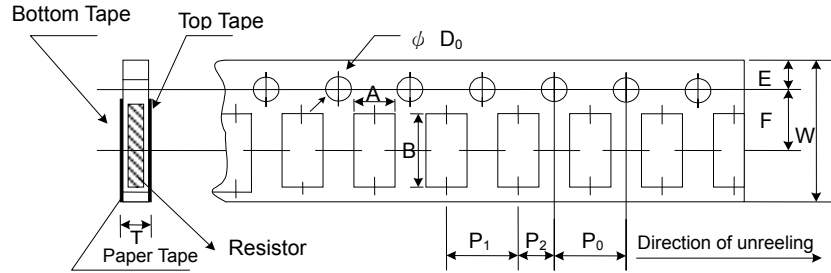 Bottom Tape
Top Tape
ϕ D₀
A
E
F
W
B
T
Paper Tape
Resistor
P₁
P₂
P₀
Direction of unreeling